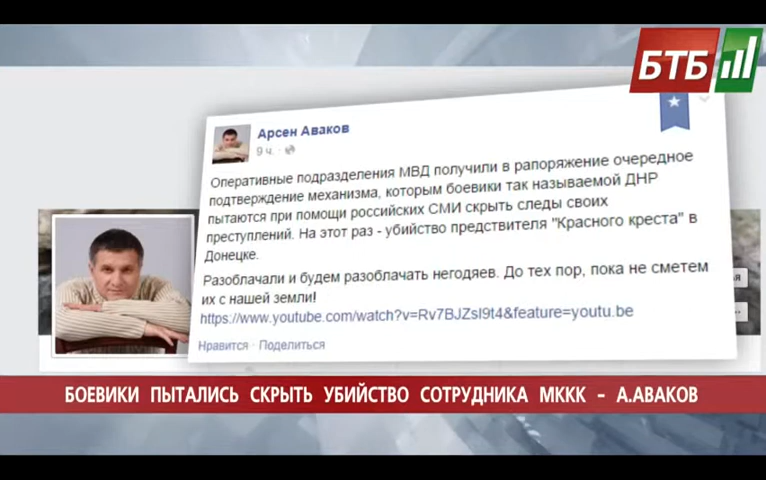 БТБ
Арсен Аваков
9 ч. ·
Оперативные подразделения МВД получили в рапоряжение очередное
подтверждение механизма, которым боевики так называемой ДНР
пытаются при помощи российских СМИ скрыть следы своих
преступлений. На этот раз - убийство предствителя "Красного креста" в
Донецке.
Разоблачали и будем разоблачать негодяев. До тех пор, пока не сметем
их с нашей земли!
https://www.youtube.com/watch?v=Rv7BJZsl9t4&feature=youtu.be
Нравится · Поделиться
БОЕВИКИ ПЫТАЛИСЬ СКРЫТЬ УБИЙСТВО СОТРУДНИКА МККК - А.АВАКОВ